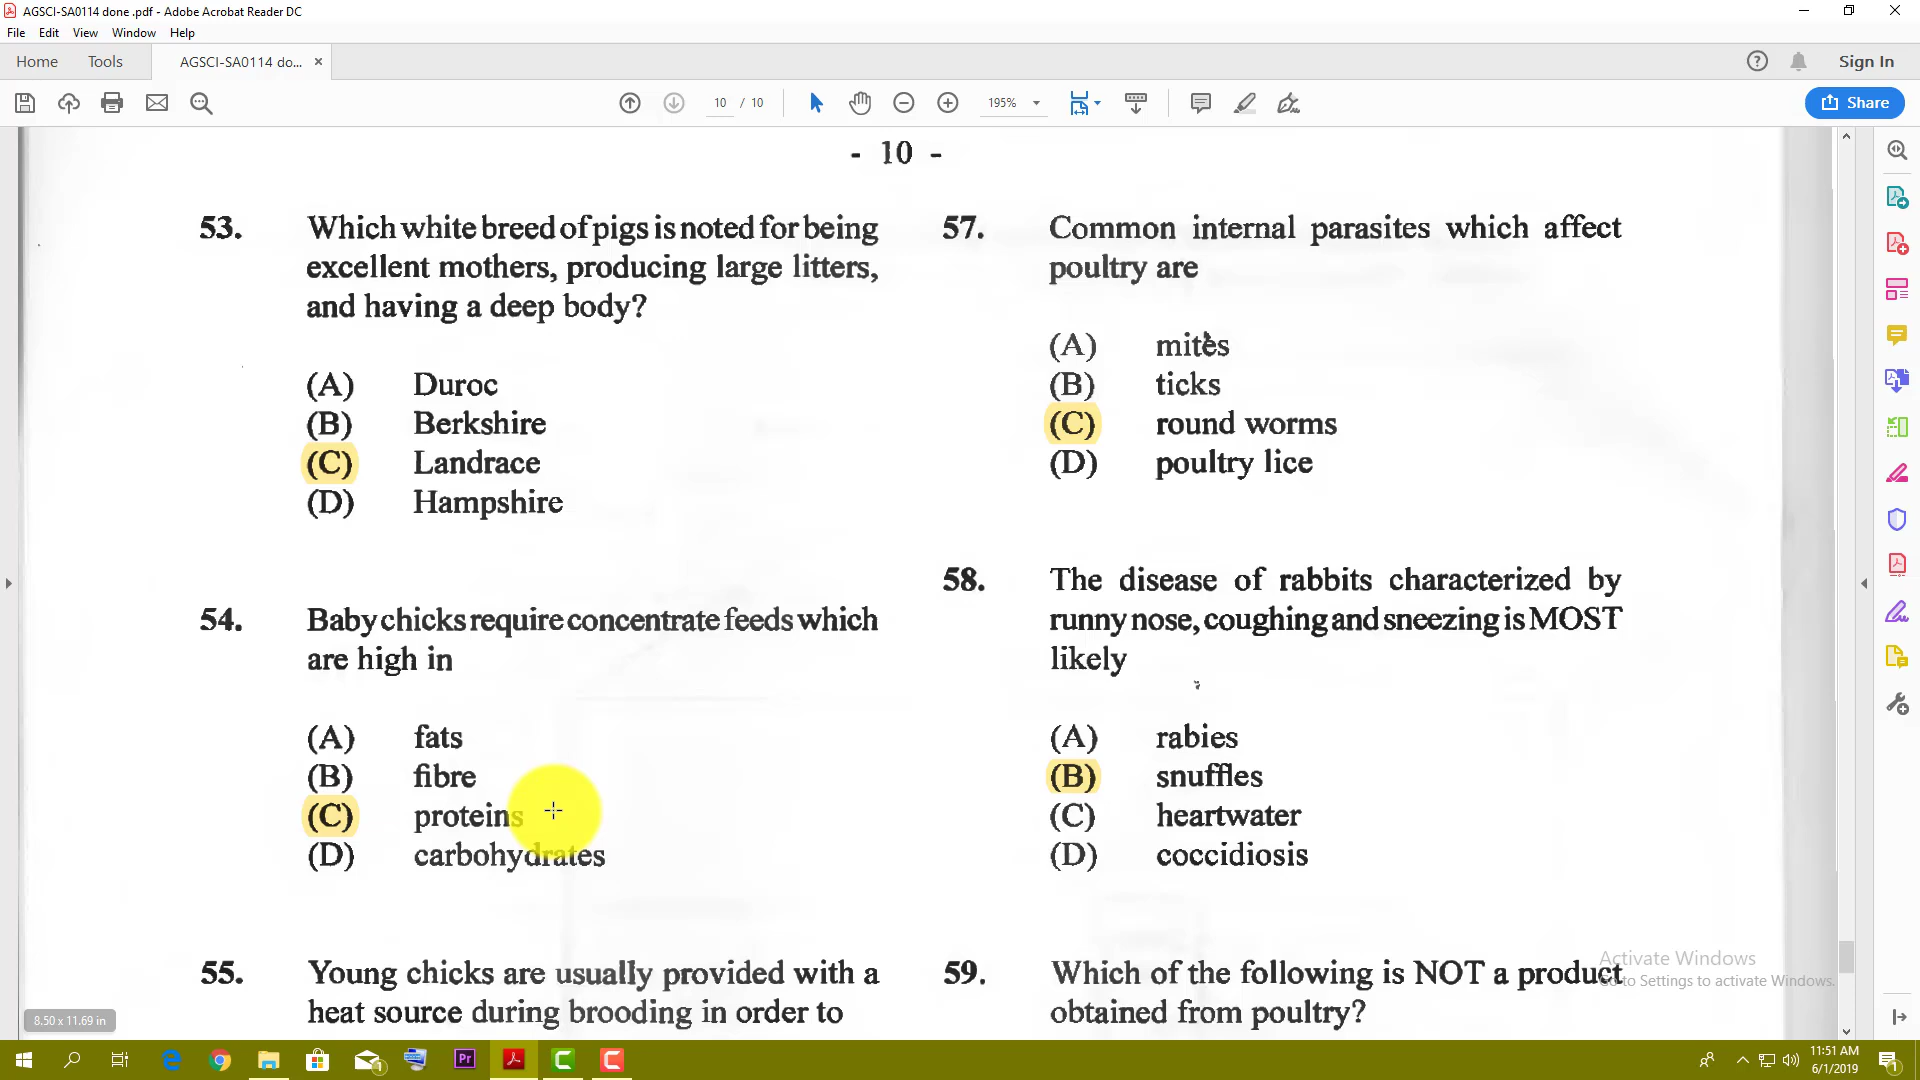 AGSCI-SA0114 done .pdf - Adobe Acrobat Reader DC
File Edit View Window Help
Home Tools AGSCI-SA0114 do... × Sign In
10 / 10 195% Share
- 10 -
53. Which white breed of pigs is noted for being
excellent mothers, producing large litters,
and having a deep body?
(A) Duroc
(B) Berkshire
(C) Landrace
(D) Hampshire
54. Baby chicks require concentrate feeds which
are high in
(A) fats
(B) fibre
(C) proteins
(D) carbohydrates
55. Young chicks are usually provided with a
heat source during brooding in order to
57. Common internal parasites which affect
poultry are
(A) mites
(B) ticks
(C) round worms
(D) poultry lice
58. The disease of rabbits characterized by
runny nose, coughing and sneezing is MOST
likely
(A) rabies
(B) snuffles
(C) heartwater
(D) coccidiosis
59. Which of the following is NOT a product
obtained from poultry?
Activate Windows
Go to Settings to activate Windows.
8.50 x 11.69 in
Pr
11:51 AM
6/1/2019